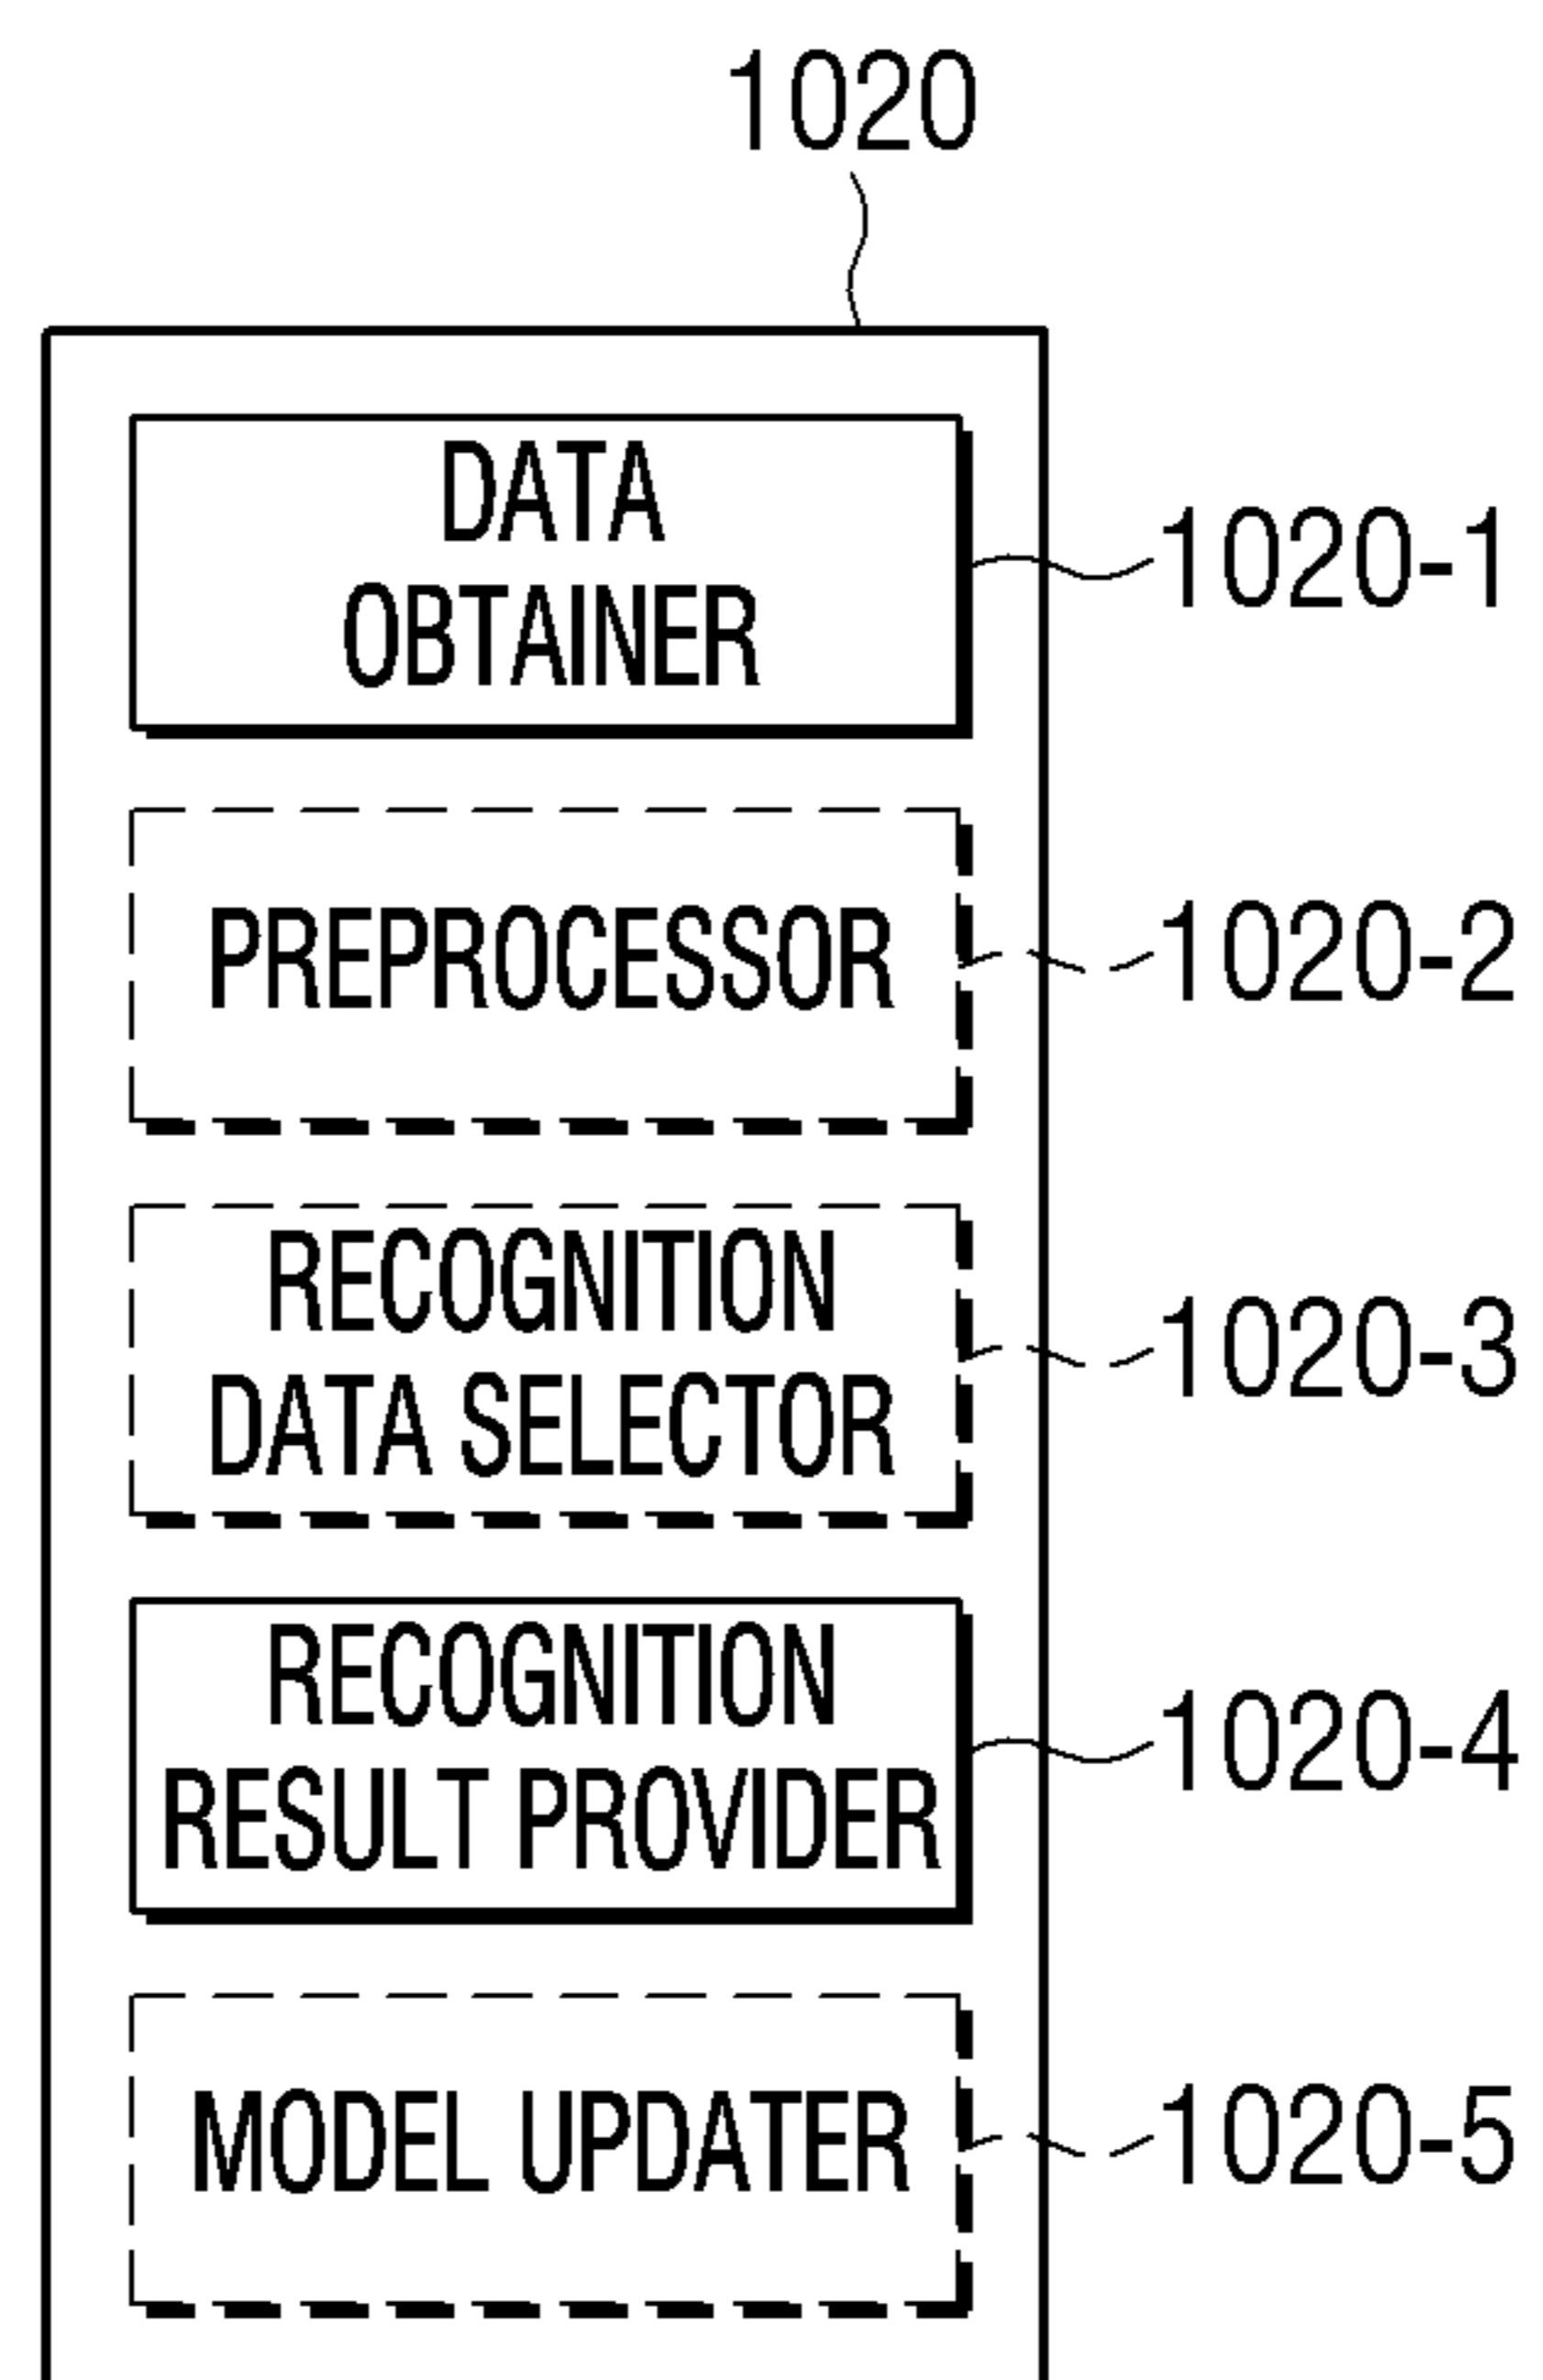 1020
DATA
OBTAINER
1020-1
PREPROCESSOR
1020-2
RECOGNITION
DATA SELECTOR
1020-3
RECOGNITION
RESULT PROVIDER
1020-4
MODEL UPDATER
1020-5